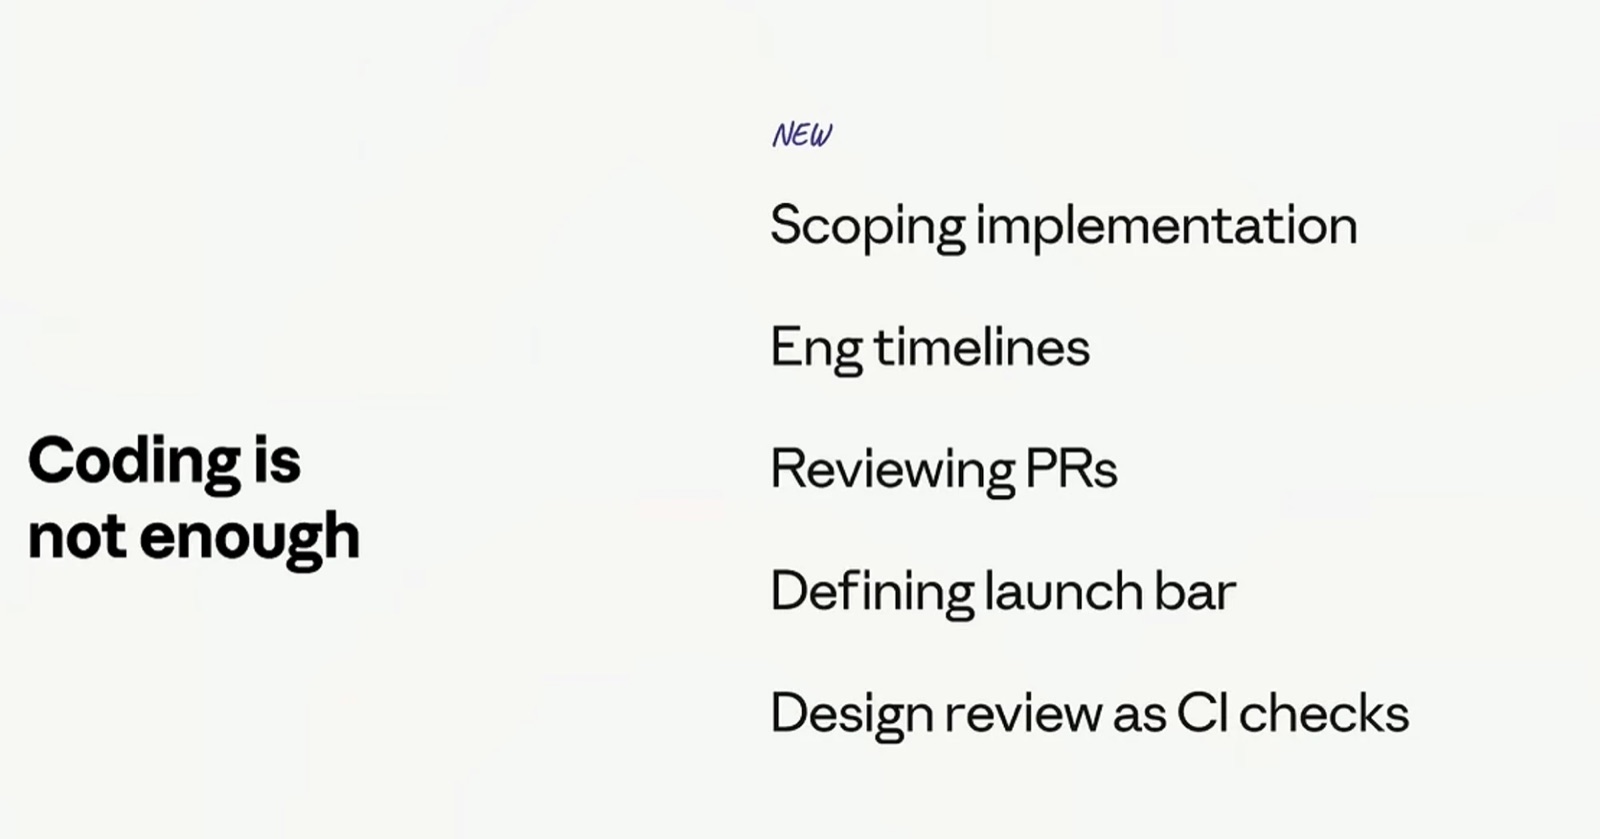 NEW
Scoping implementation
Eng timelines
Reviewing PRs
Defining launch bar
Design review as CI checks
Coding is
not enough